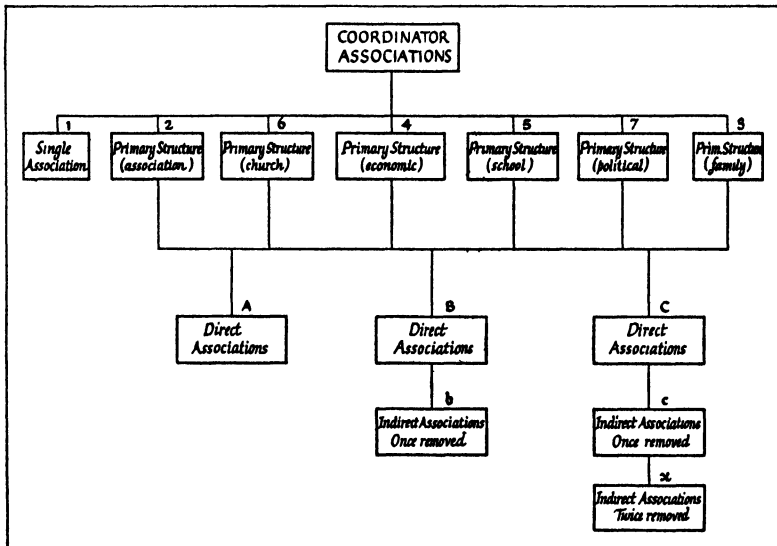 COORDINATOR
ASSOCIATIONS
1
Single
Association
2
Primary Structure
(association)
6
Primary Structure
(church)
4
Primary Structure
(economic)
5
Primary Structure
(school)
7
Primary Structure
(political)
3
Prim. Structure
(family)
A
Direct
Associations
B
Direct
Associations
C
Direct
Associations
b
Indirect Associations
Once removed
c
Indirect Associations
Once removed
x
Indirect Associations
Twice removed